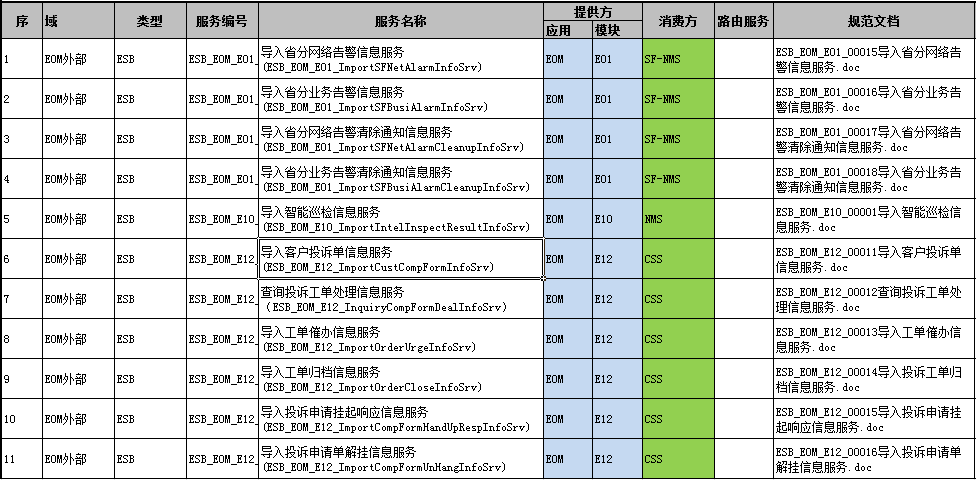 序 域 类型 服务编号 服务名称 提供方 消费方 路由服务 规范文档
应用 模块
1 EOM外部 ESB ESB_EOM_E01_ 导入省分网络告警信息服务 EOM E01 SF-NMS ESB_EOM_E01_00015导入省分网络告
(ESB_EOM_E01_ImportSFNetAlarmInfoSrv) 警信息服务.doc
2 EOM外部 ESB ESB_EOM_E01_ 导入省分业务告警信息服务 EOM E01 SF-NMS ESB_EOM_E01_00016导入省分业务告
(ESB_EOM_E01_ImportSFBusiAlarmInfoSrv) 警信息服务.doc
3 EOM外部 ESB ESB_EOM_E01_ 导入省分网络告警清除通知信息服务 EOM E01 SF-NMS ESB_EOM_E01_00017导入省分网络告
(ESB_EOM_E01_ImportSFNetAlarmCleanupInfoSrv) 警清除通知信息服务.doc
4 EOM外部 ESB ESB_EOM_E01_ 导入省分业务告警清除通知信息服务 EOM E01 SF-NMS ESB_EOM_E01_00018导入省分业务告
(ESB_EOM_E01_ImportSFBusiAlarmCleanupInfoSrv) 警清除通知信息服务.doc
5 EOM外部 ESB ESB_EOM_E10_ 导入智能巡检信息服务 EOM E10 NMS ESB_EOM_E10_00001导入智能巡检信
(ESB_EOM_E10_ImportIntelInspectResultInfoSrv) 息服务.doc
6 EOM外部 ESB ESB_EOM_E12_ 导入客户投诉单信息服务 EOM E12 CSS ESB_EOM_E12_00011导入客户投诉
(ESB_EOM_E12_ImportCustCompFormInfoSrv) 单信息服务.doc
7 EOM外部 ESB ESB_EOM_E12_ 查询投诉工单处理信息服务 EOM E12 CSS ESB_EOM_E12_00012查询投诉工单处
(ESB_EOM_E12_InquiryCompFormDealInfoSrv) 理信息服务.doc
8 EOM外部 ESB ESB_EOM_E12_ 导入工单催办信息服务 EOM E12 CSS ESB_EOM_E12_00013导入工单催办
(ESB_EOM_E12_ImportOrderUrgeInfoSrv) 信息服务.doc
9 EOM外部 ESB ESB_EOM_E12_ 导入工单归档信息服务 EOM E12 CSS ESB_EOM_E12_00014导入投诉工单归
(ESB_EOM_E12_ImportOrderCloseInfoSrv) 档信息服务.doc
10 EOM外部 ESB ESB_EOM_E12_ 导入投诉申请挂起响应信息服务 EOM E12 CSS ESB_EOM_E12_00015导入投诉申请挂
(ESB_EOM_E12_ImportCompFormHandUpRespInfoSrv) 起响应信息服务.doc
11 EOM外部 ESB ESB_EOM_E12_ 导入投诉申请单解挂信息服务 EOM E12 CSS ESB_EOM_E12_00016导入投诉申请单
(ESB_EOM_E12_ImportCompFormUnHangInfoSrv) 解挂信息服务.doc